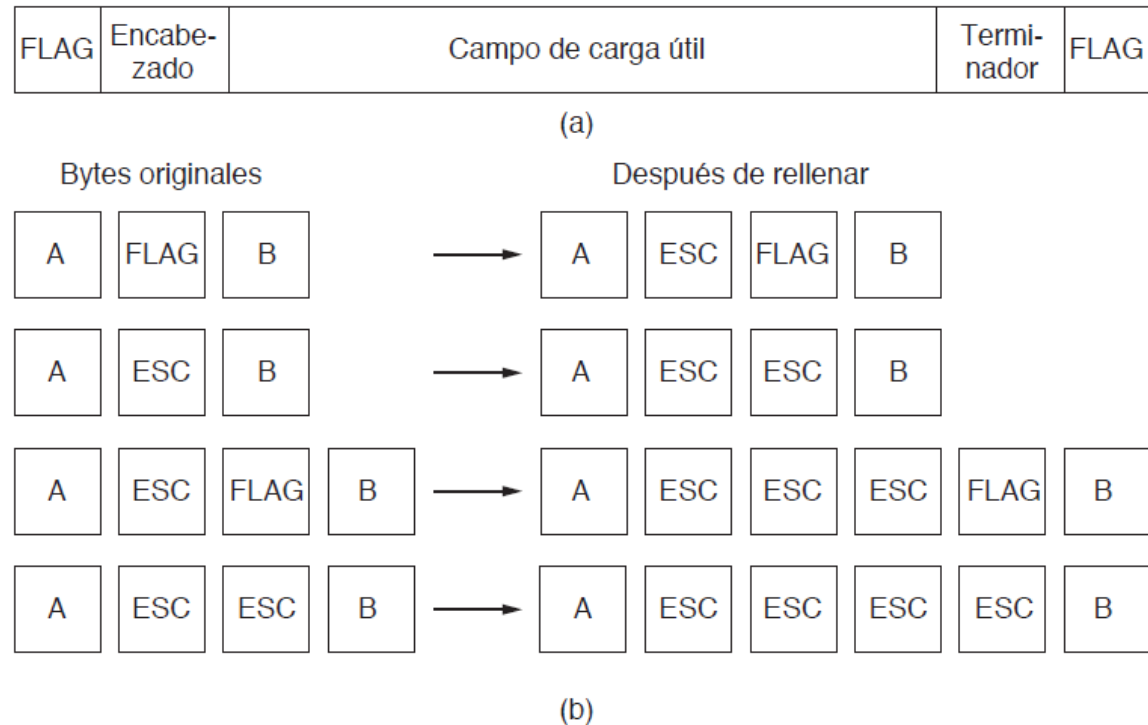 FLAG Encabe-zado Campo de carga útil Termi-nador FLAG
(a)
Bytes originales Después de rellenar
A FLAG B A ESC FLAG B
A ESC B A ESC ESC B
A ESC FLAG B A ESC ESC ESC FLAG B
A ESC ESC B A ESC ESC ESC ESC B
(b)